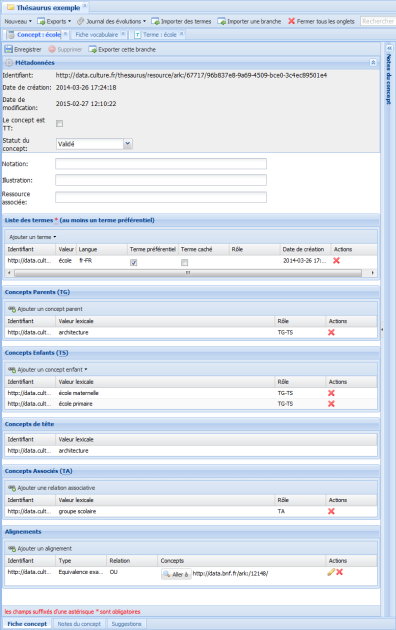 Thésaurus exemple
Nouveau Exports Journal des évolutions Importer des termes Importer une branche Fermer tous les onglets Rechercher
Concept : école Fiche vocabulaire Terme : école
Enregistrer Supprimer Exporter cette branche
Métadonnées
Identifiant: http://data.culture.fr/thesaurus/resource/ark:/67717/96b837e8-9a69-4509-bce0-3c4ec89501e4
Date de création: 2014-03-26 17:24:18
Date de
modification: 2015-02-27 12:10:22
Le concept est
TT:
Statut du
concept: Validé
Notation:
Illustration:
Ressource
associée:
Liste des termes * (au moins un terme préférentiel)
Ajouter un terme
Identifiant Valeur Langue Terme préférentiel Terme caché Rôle Date de création Actions
http://data.cult... école fr-FR 2014-03-26 17:...
Concepts Parents (TG)
Ajouter un concept parent
Identifiant Valeur lexicale Rôle Actions
http://data.cult... architecture TG-TS
Concepts Enfants (TS)
Ajouter un concept enfant
Identifiant Valeur lexicale Rôle Actions
http://data.cult... école maternelle TG-TS
http://data.cult... école primaire TG-TS
Concepts de tête
Identifiant Valeur lexicale
http://data.cult... architecture
Concepts Associés (TA)
Ajouter une relation associative
Identifiant Valeur lexicale Rôle Actions
http://data.cult... groupe scolaire TA
Alignements
Ajouter un alignement
Identifiant Type Relation Concepts Actions
http://data.cult... Equivalence exa... OU Aller à http://data.bnf.fr/ark:/12148/
les champs suffixés d'une astérisque * sont obligatoires
Fiche concept Notes du concept Suggestions
Notes du concept